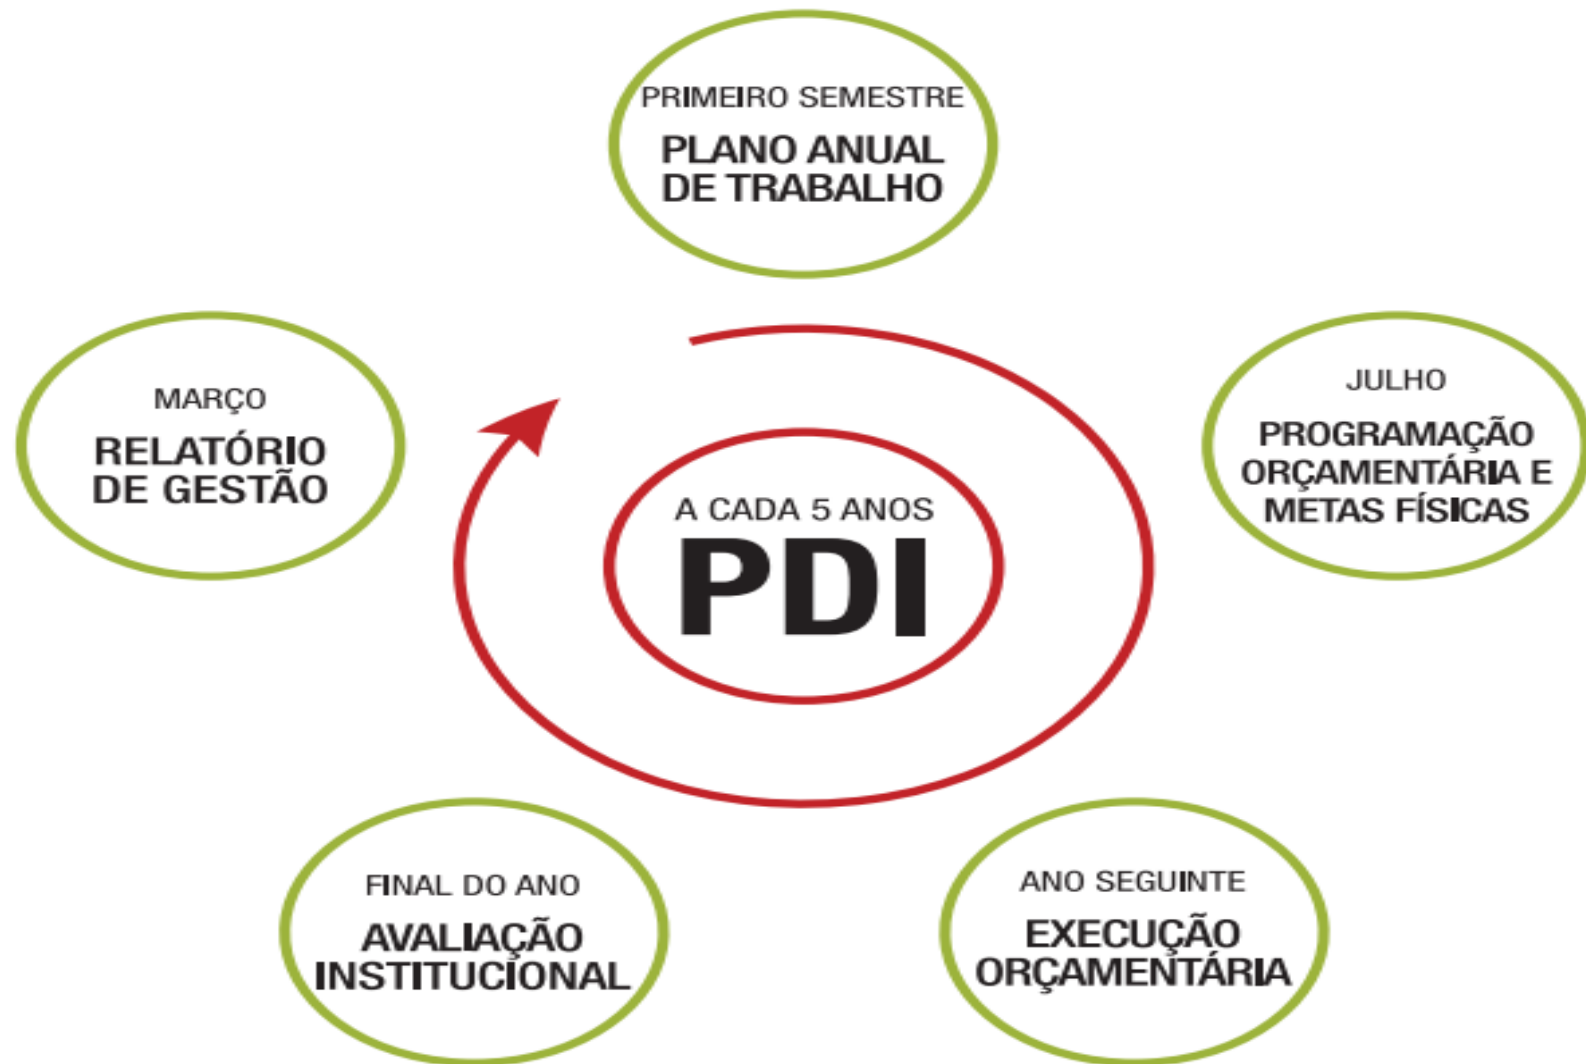 PRIMEIRO SEMESTRE
PLANO ANUAL
DE TRABALHO
JULHO
PROGRAMAÇÃO
ORÇAMENTÁRIA E
METAS FÍSICAS
ANO SEGUINTE
EXECUÇÃO
ORÇAMENTÁRIA
FINAL DO ANO
AVALIAÇÃO
INSTITUCIONAL
MARÇO
RELATÓRIO
DE GESTÃO
A CADA 5 ANOS
PDI